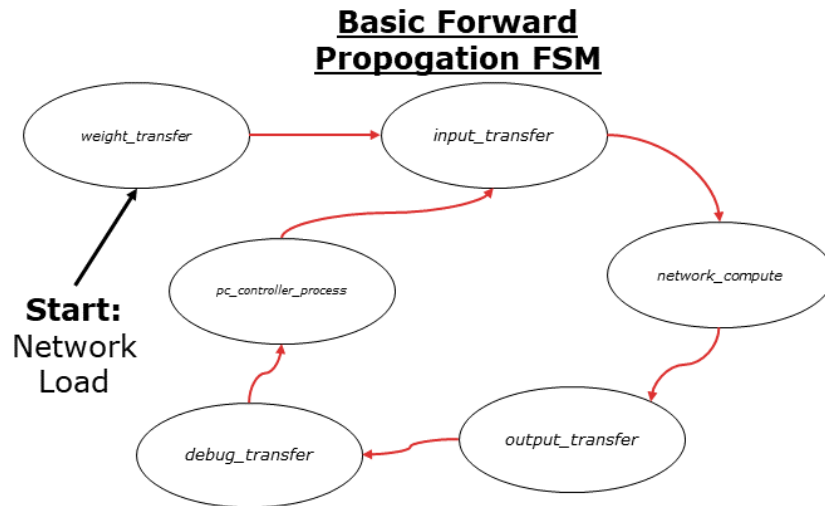 Basic Forward
Propogation FSM
weight_transfer
input_transfer
network_compute
pc_controller_process
Start:
Network
Load
output_transfer
debug_transfer